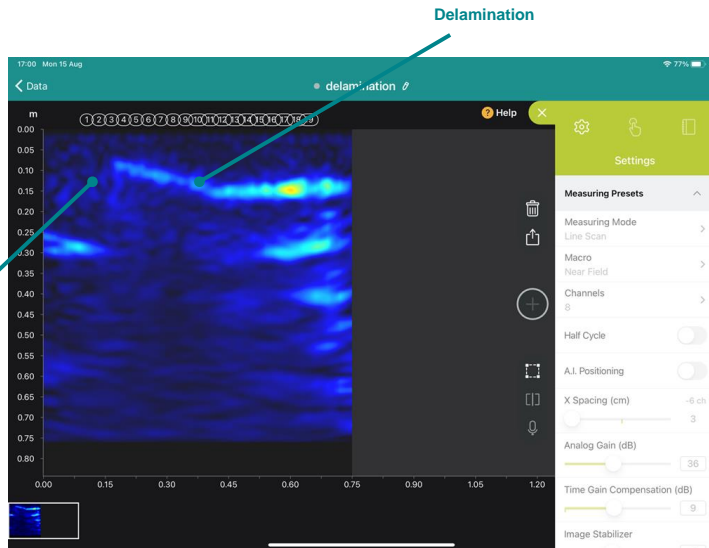 Delamination
17:00 Mon 15 Aug
77%
Data
delamination
m
1 2 3 4 5 6 7 8 9 10 11 12 13 14 15 16 17 18 19
? Help
0.00
0.05
0.10
0.15
0.20
0.25
0.30
0.35
0.40
0.45
0.50
0.55
0.60
0.65
0.70
0.75
0.80
0.00 0.15 0.30 0.45 0.60 0.75 0.90 1.05 1.20
Settings
Measuring Presets
Measuring Mode
Line Scan
Macro
Near Field
Channels
8
Half Cycle
A.I. Positioning
X Spacing (cm) -6 ch
3
Analog Gain (dB)
36
Time Gain Compensation (dB)
9
Image Stabilizer